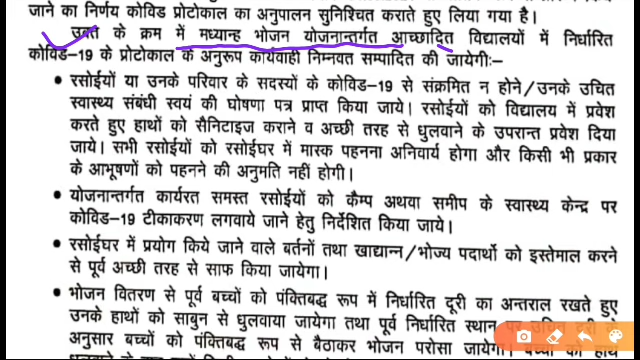 जाने का निर्णय कोविड प्रोटोकाल का अनुपालन सुनिश्चित कराते हुए लिया गया है।
उक्त के क्रम में मध्यान्ह भोजन योजनान्तर्गत आच्छादित विद्यालयों में निर्धारित
कोविड-19 के प्रोटोकाल के अनुरूप कार्यवाही निम्नवत सम्पादित की जायेगी:-
• रसोईयों या उनके परिवार के सदस्यों के कोविड-19 से संक्रमित न होने/उनके उचित
स्वास्थ्य संबंधी स्वयं की घोषणा पत्र प्राप्त किया जाये। रसोईयों को विद्यालय में प्रवेश
करते हुए हाथों को सैनिटाइज कराने व अच्छी तरह से धुलवाने के उपरान्त प्रवेश दिया
जाये। सभी रसोईयों को रसोईघर में मास्क पहनना अनिवार्य होगा और किसी भी प्रकार
के आभूषणों को पहनने की अनुमति नहीं होगी।
• योजनान्तर्गत कार्यरत समस्त रसोईयों को कैम्प अथवा समीप के स्वास्थ्य केन्द्र पर
कोविड-19 टीकाकरण लगवाये जाने हेतु निर्देशित किया जाये।
• रसोईघर में प्रयोग किये जाने वाले बर्तनों तथा खाद्यान्न/भोज्य पदार्थो को इस्तेमाल करने
से पूर्व अच्छी तरह से साफ किया जायेगा।
• भोजन वितरण से पूर्व बच्चों को पंक्तिबद्ध रूप में निर्धारित दूरी का अन्तराल रखते हुए
उनके हाथों को साबुन से धुलवाया जायेगा तथा पूर्व निर्धारित स्थान पर उचित दूरी के
अनुसार बच्चों को पंक्तिबद्ध रूप से बैठाकर भोजन परोसा जायेगा। बच्चों को हाथ